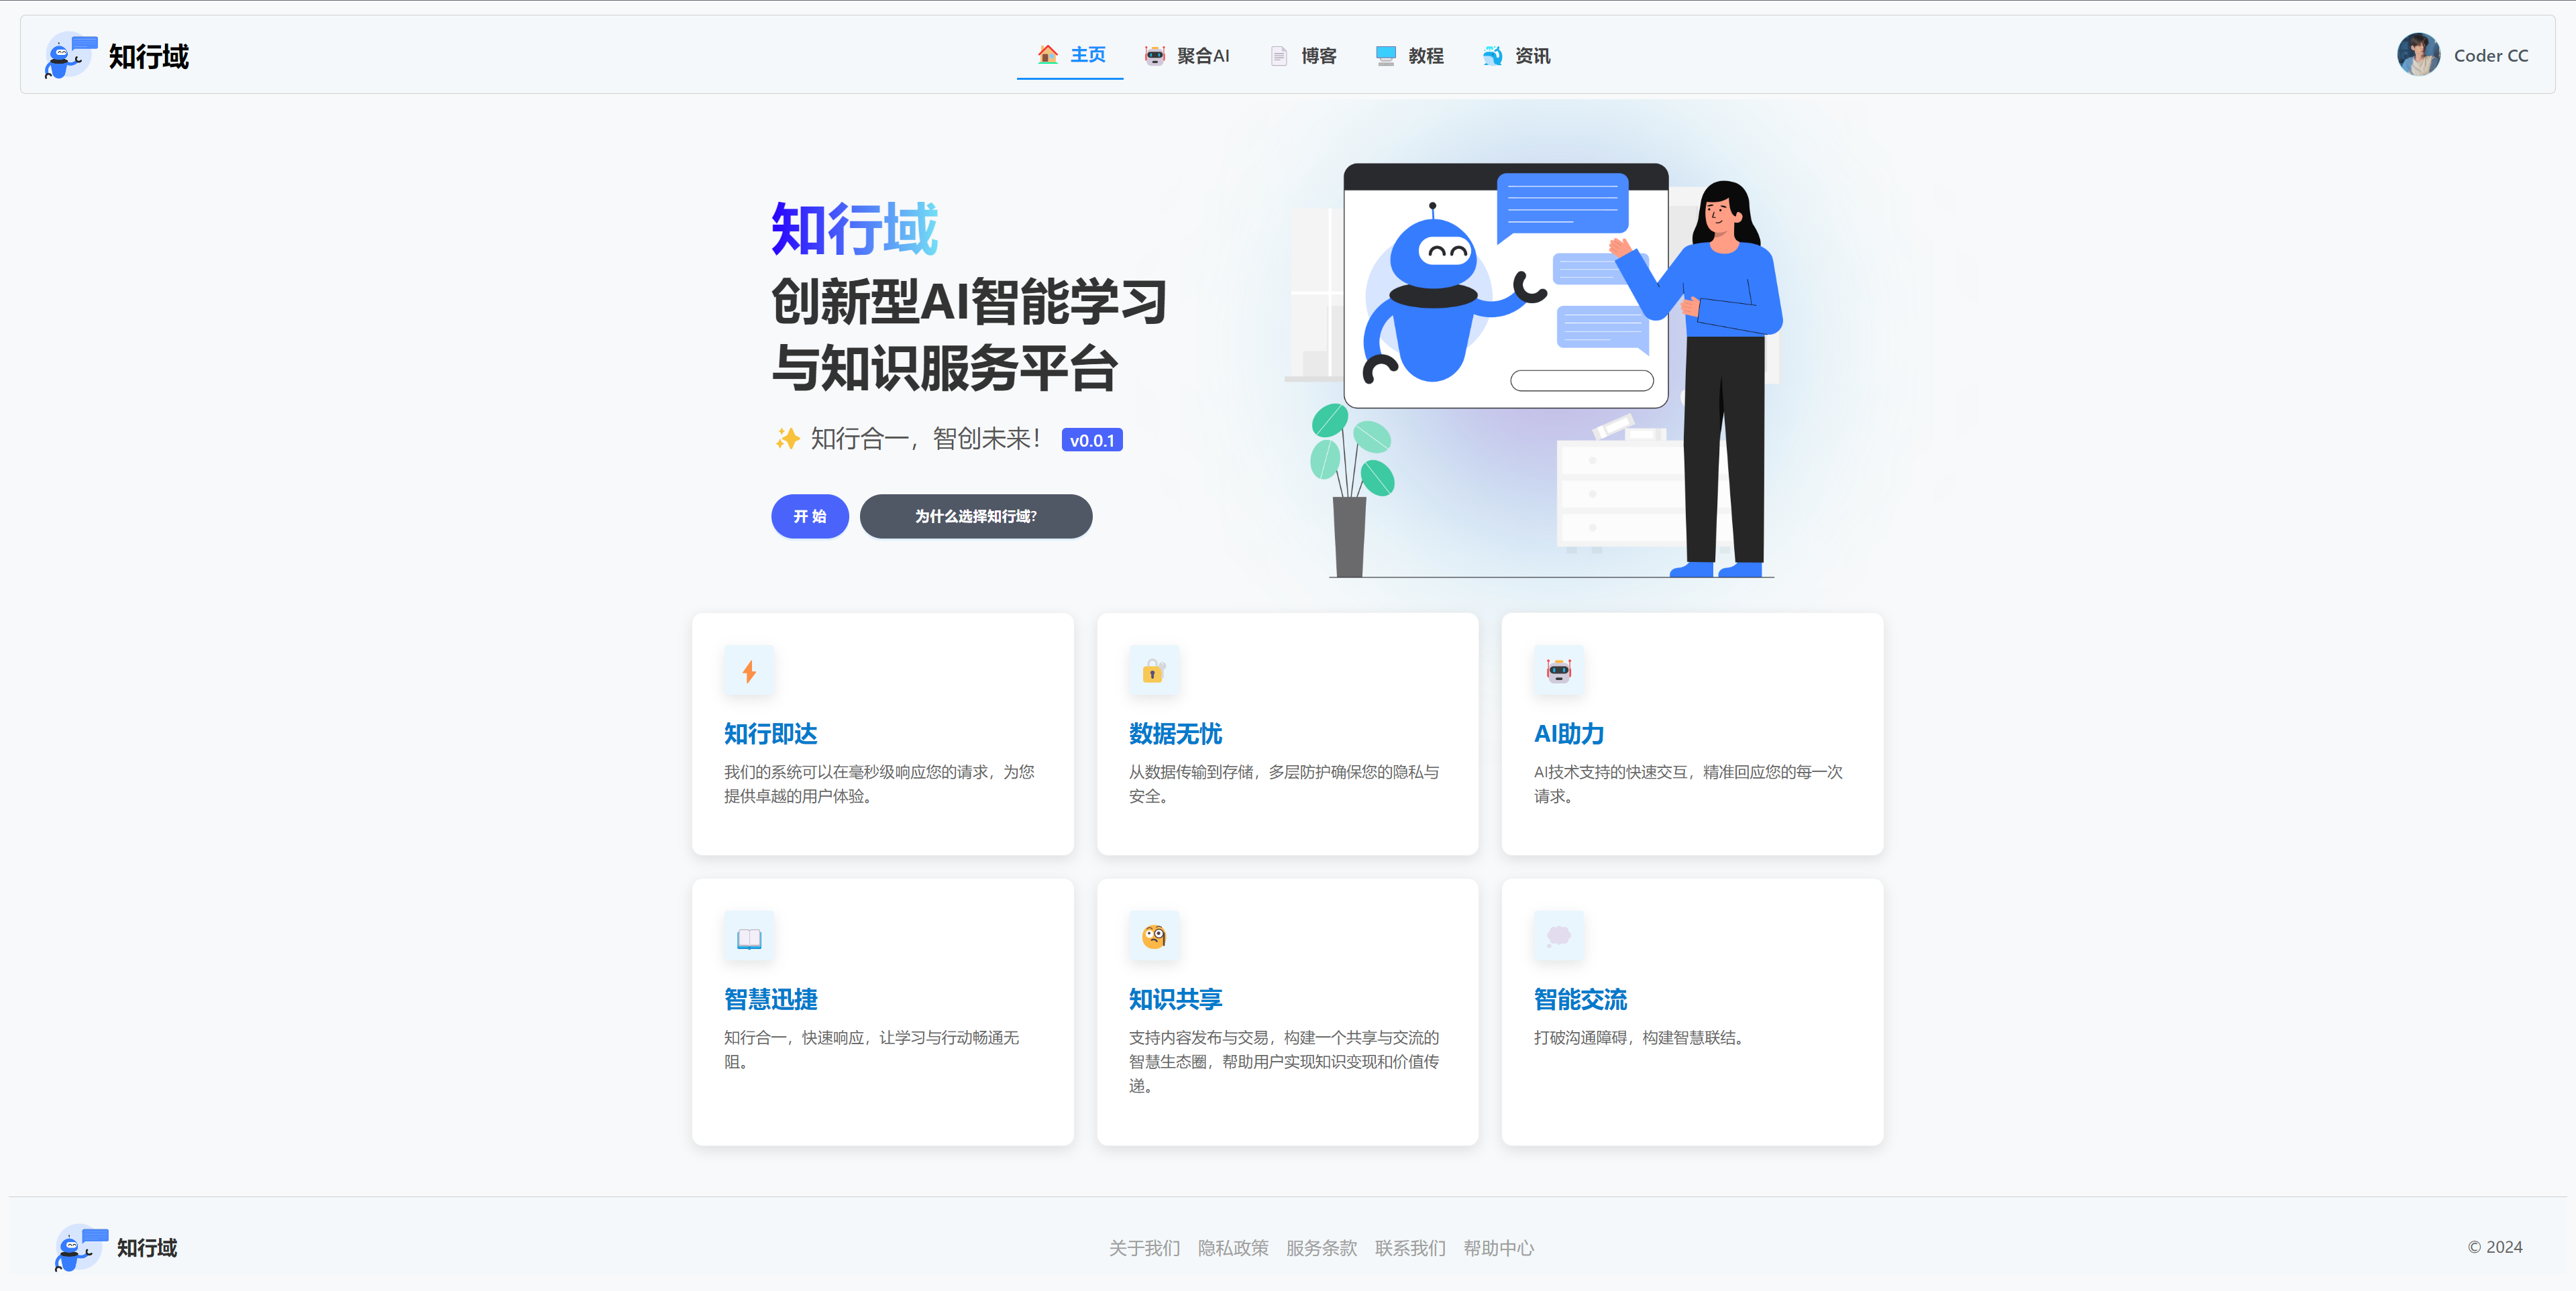 知行域
主页
聚合AI
博客
教程
资讯
Coder CC
知行域
创新型AI智能学习
与知识服务平台
✨ 知行合一，智创未来！ v0.0.1
开 始
为什么选择知行域?
知行即达
我们的系统可以在毫秒级响应您的请求，为您
提供卓越的用户体验。
数据无忧
从数据传输到存储，多层防护确保您的隐私与
安全。
AI助力
AI技术支持的快速交互，精准回应您的每一次
请求。
智慧迅捷
知行合一，快速响应，让学习与行动畅通无
阻。
知识共享
支持内容发布与交易，构建一个共享与交流的
智慧生态圈，帮助用户实现知识变现和价值传
递。
智能交流
打破沟通障碍，构建智慧联结。
知行域
关于我们 隐私政策 服务条款 联系我们 帮助中心
© 2024